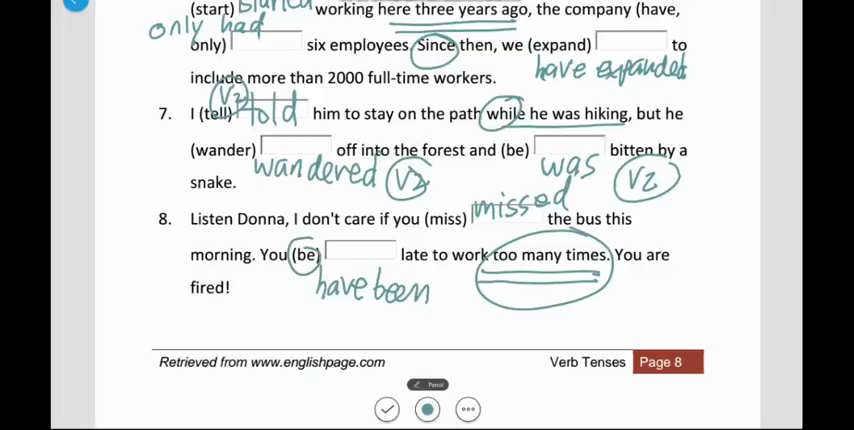 (start) started working here three years ago, the company (have,
only had
only) six employees. Since then, we (expand) to
have expanded
include more than 2000 full-time workers.
V2
7. I (tell) told him to stay on the path while he was hiking, but he
(wander) off into the forest and (be) bitten by a
wandered V2 was V2
snake.
8. Listen Donna, I don't care if you (miss) missed the bus this
morning. You (be) late to work too many times. You are
have been
fired!
Retrieved from www.englishpage.com Verb Tenses Page 8
Pencil